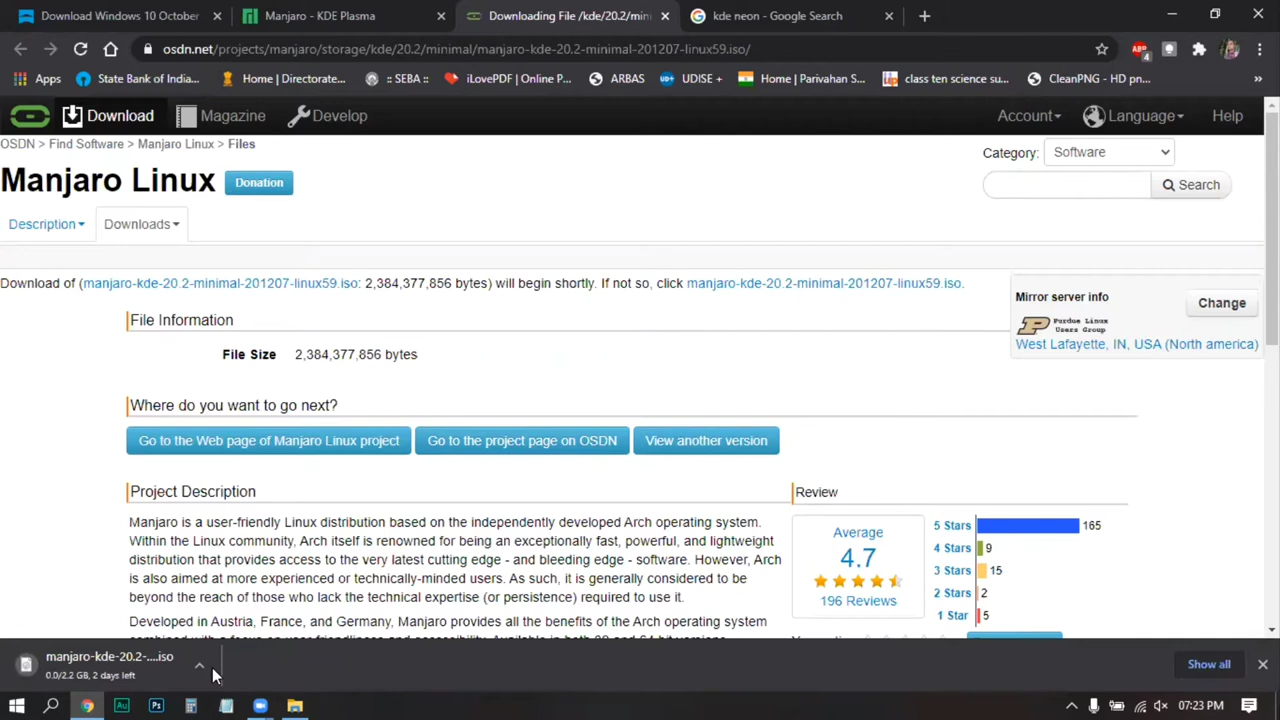 Download Windows 10 October
Manjaro - KDE Plasma
Downloading File /kde/20.2/min
kde neon - Google Search
osdn.net/projects/manjaro/storage/kde/20.2/minimal/manjaro-kde-20.2-minimal-201207-linux59.iso/
ABP
4
Apps
State Bank of India...
Home | Directorate...
:: SEBA ::
iLovePDF | Online P...
ARBAS
UDISE +
Home | Parivahan S...
class ten science su...
CleanPNG - HD pn...
»
Download
Magazine
Develop
Account
Language
Help
OSDN > Find Software > Manjaro Linux > Files
Category:
Software
Manjaro Linux
Donation
Search
Description
Downloads
Download of (manjaro-kde-20.2-minimal-201207-linux59.iso: 2,384,377,856 bytes) will begin shortly. If not so, click manjaro-kde-20.2-minimal-201207-linux59.iso.
Mirror server info
Change
Purdue Linux
Users Group
West Lafayette, IN, USA (North america)
File Information
File Size 2,384,377,856 bytes
Where do you want to go next?
Go to the Web page of Manjaro Linux project
Go to the project page on OSDN
View another version
Project Description
Manjaro is a user-friendly Linux distribution based on the independently developed Arch operating system.
Within the Linux community, Arch itself is renowned for being an exceptionally fast, powerful, and lightweight
distribution that provides access to the very latest cutting edge - and bleeding edge - software. However, Arch
is also aimed at more experienced or technically-minded users. As such, it is generally considered to be
beyond the reach of those who lack the technical expertise (or persistence) required to use it.
Developed in Austria, France, and Germany, Manjaro provides all the benefits of the Arch operating system
Review
Average
4.7
196 Reviews
5 Stars 165
4 Stars 9
3 Stars 15
2 Stars 2
1 Star 5
manjaro-kde-20.2-....iso
0.0/2.2 GB, 2 days left
Show all
Au
Ps
07:23 PM